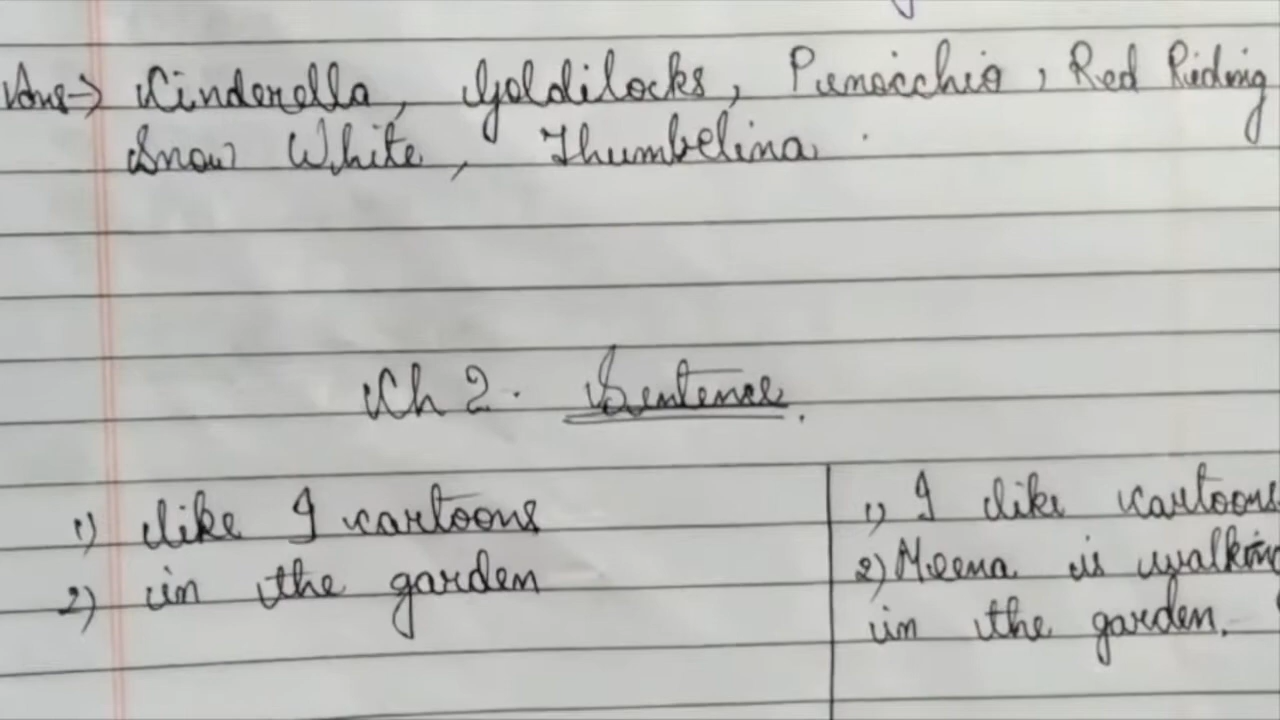 Ans→ Cinderella, Goldilocks, Pinocchio, Red Riding
Snow White, Thumbelina.
Ch 2. Sentence.
1) like I cartoons
2) in the garden
1) I like cartoons
2) Meena is walking
in the garden.